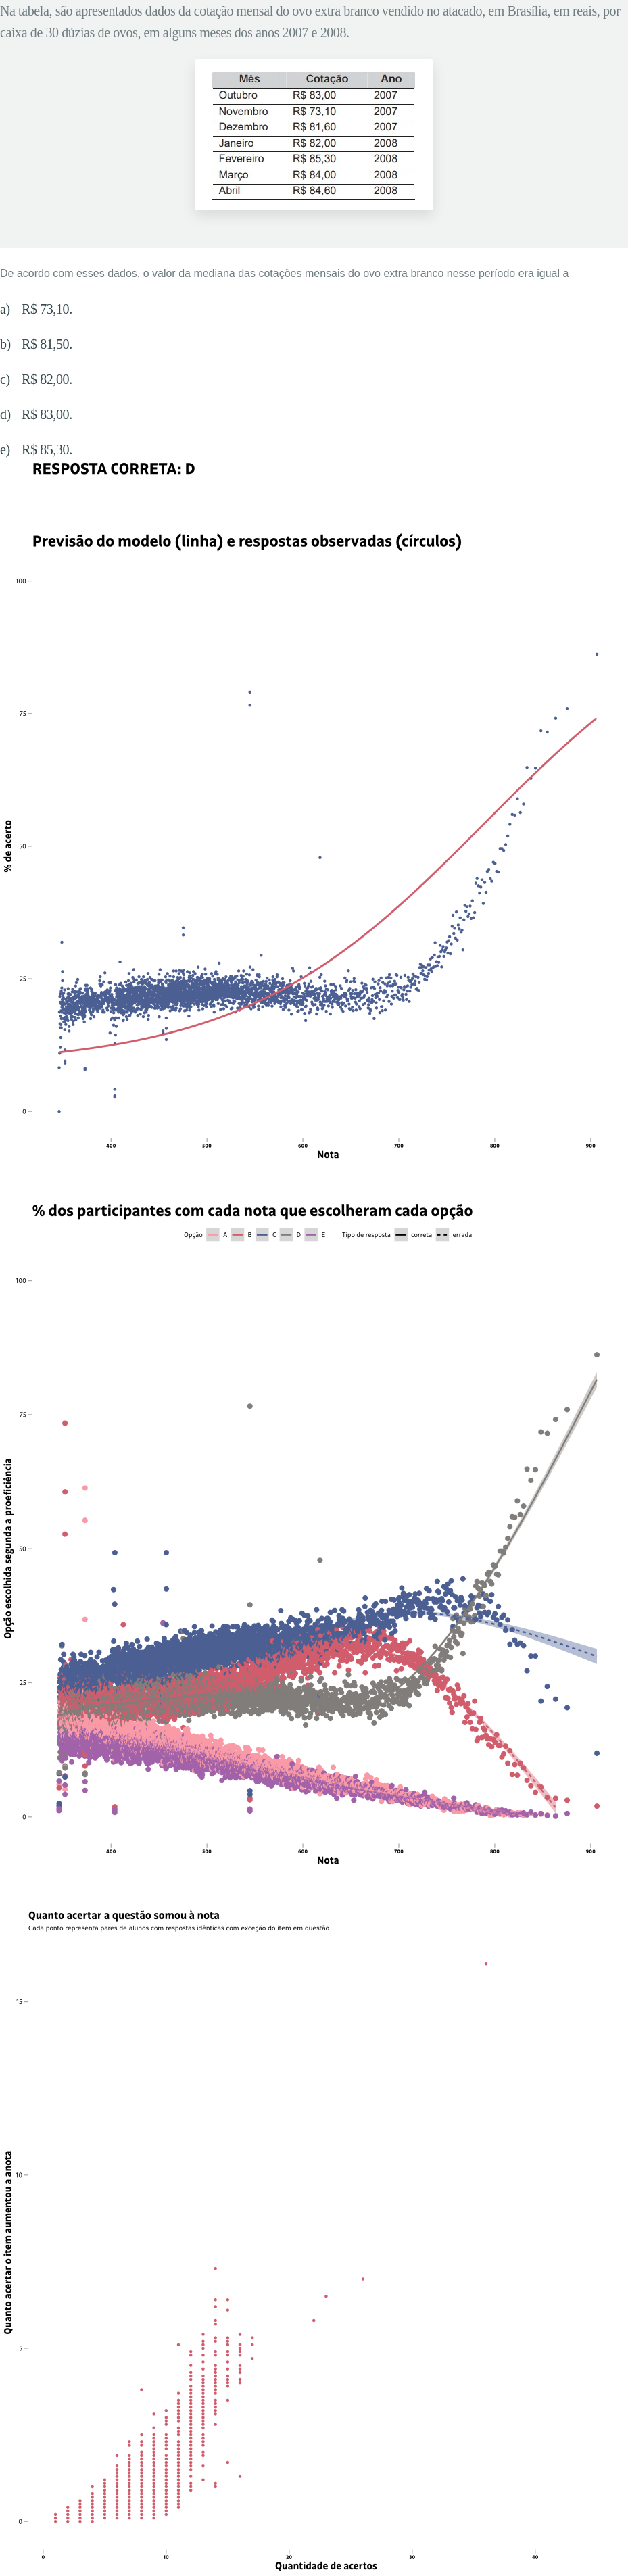 Na tabela, são apresentados dados da cotação mensal do ovo extra branco vendido no atacado, em Brasília, em reais, por
caixa de 30 dúzias de ovos, em alguns meses dos anos 2007 e 2008.
Mês Cotação Ano
Outubro R$ 83,00 2007
Novembro R$ 73,10 2007
Dezembro R$ 81,60 2007
Janeiro R$ 82,00 2008
Fevereiro R$ 85,30 2008
Março R$ 84,00 2008
Abril R$ 84,60 2008
De acordo com esses dados, o valor da mediana das cotações mensais do ovo extra branco nesse período era igual a
a) R$ 73,10.
b) R$ 81,50.
c) R$ 82,00.
d) R$ 83,00.
e) R$ 85,30.
RESPOSTA CORRETA: D
Previsão do modelo (linha) e respostas observadas (círculos)
100
75
50
25
0
% de acerto
400 500 600 700 800 900
Nota
% dos participantes com cada nota que escolheram cada opção
Opção A B C D E Tipo de resposta correta errada
100
75
50
25
0
Opção escolhida segunda a proeficiência
400 500 600 700 800 900
Nota
Quanto acertar a questão somou à nota
Cada ponto representa pares de alunos com respostas idênticas com exceção do item em questão
15
10
5
0
Quanto acertar o item aumentou a anota
0 10 20 30 40
Quantidade de acertos